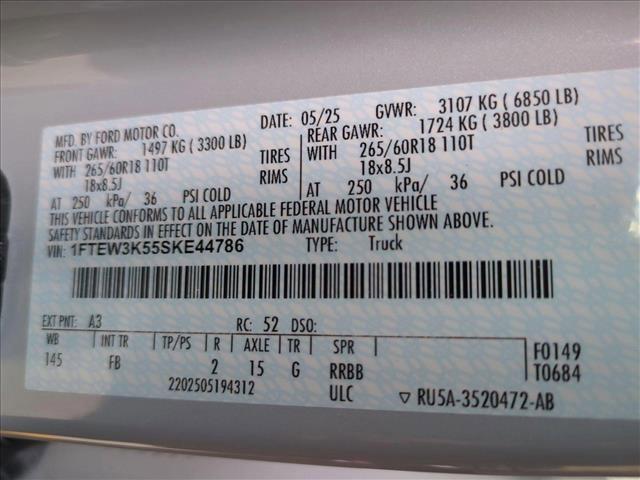 MFD. BY FORD MOTOR CO. DATE: 05/25 GVWR: 3107 KG ( 6850 LB)
FRONT GAWR: 1497 KG ( 3300 LB) REAR GAWR: 1724 KG ( 3800 LB)
WITH 265/60R18 110T TIRES WITH 265/60R18 110T TIRES
18x8.5J RIMS 18x8.5J RIMS
AT 250 kPa/ 36 PSI COLD AT 250 kPa/ 36 PSI COLD
THIS VEHICLE CONFORMS TO ALL APPLICABLE FEDERAL MOTOR VEHICLE
SAFETY STANDARDS IN EFFECT ON THE DATE OF MANUFACTURE SHOWN ABOVE.
VIN: 1FTEW3K55SKE44786 TYPE: Truck
EXT PNT: A3 RC: 52 DSO:
WB INT TR TP/PS R AXLE TR SPR F0149
145 FB 2 15 G RRBB T0684
2202505194312 ULC ▽ RU5A-3520472-AB